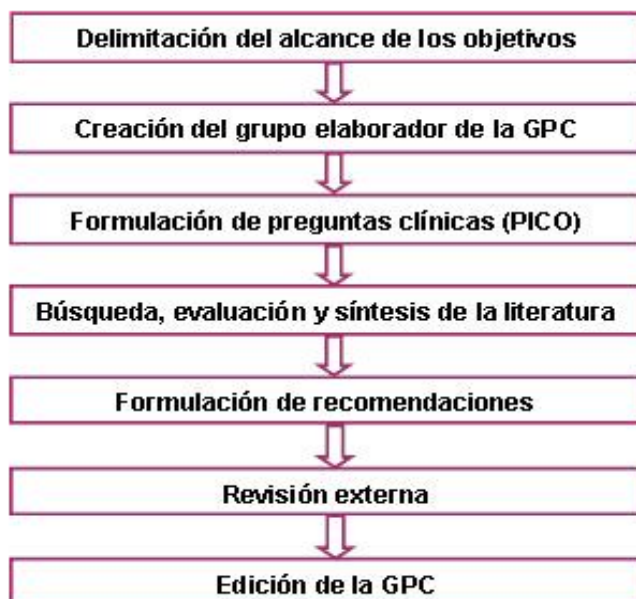 Delimitación del alcance de los objetivos
Creación del grupo elaborador de la GPC
Formulación de preguntas clínicas (PICO)
Búsqueda, evaluación y síntesis de la literatura
Formulación de recomendaciones
Revisión externa
Edición de la GPC